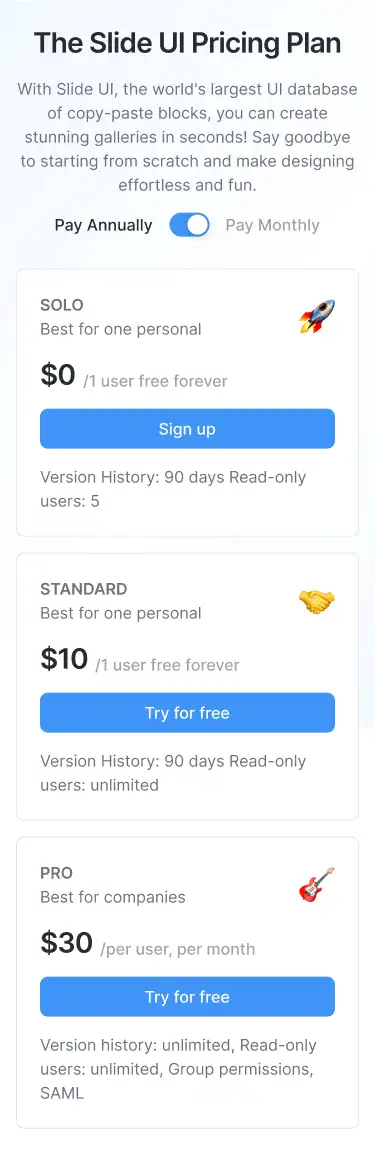 The Slide UI Pricing Plan
With Slide UI, the world's largest UI database
of copy-paste blocks, you can create
stunning galleries in seconds! Say goodbye
to starting from scratch and make designing
effortless and fun.
Pay Annually Pay Monthly
SOLO
Best for one personal
$0 /1 user free forever
Sign up
Version History: 90 days Read-only
users: 5
STANDARD
Best for one personal
$10 /1 user free forever
Try for free
Version History: 90 days Read-only
users: unlimited
PRO
Best for companies
$30 /per user, per month
Try for free
Version history: unlimited, Read-only
users: unlimited, Group permissions,
SAML